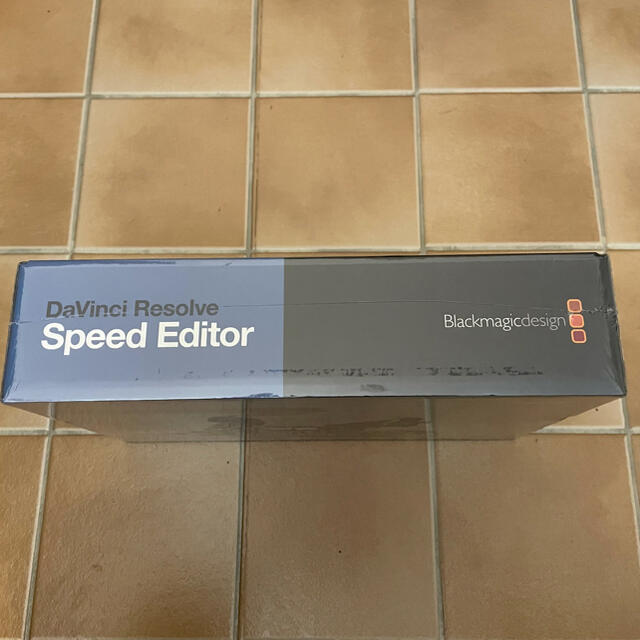 DaVinci Resolve
Speed Editor
Blackmagicdesign